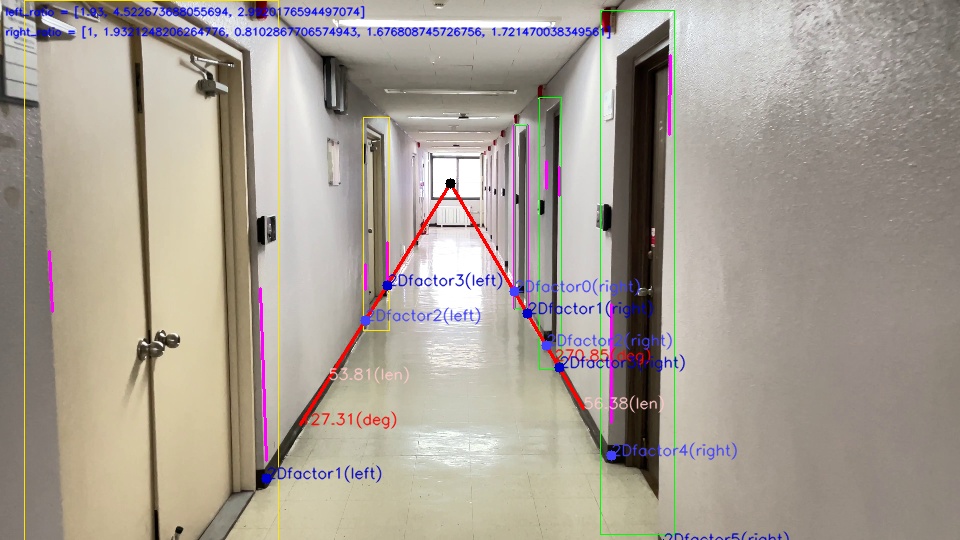 left_ratio = [1.93, 4.522673688055694, 2.9920176594497074]
right_ratio = [1, 1.9321248206264776, 0.8102867706574943, 1.676808745726756, 1.721470038349561]
2Dfactor3(left)
2Dfactor0(right)
2Dfactor1(right)
2Dfactor2(left)
2Dfactor2(right)
270.85(deg)
(right)
53.81(len)
56.38(len)
27.31(deg)
2Dfactor4(right)
2Dfactor1(left)
2Dfactor5(right)